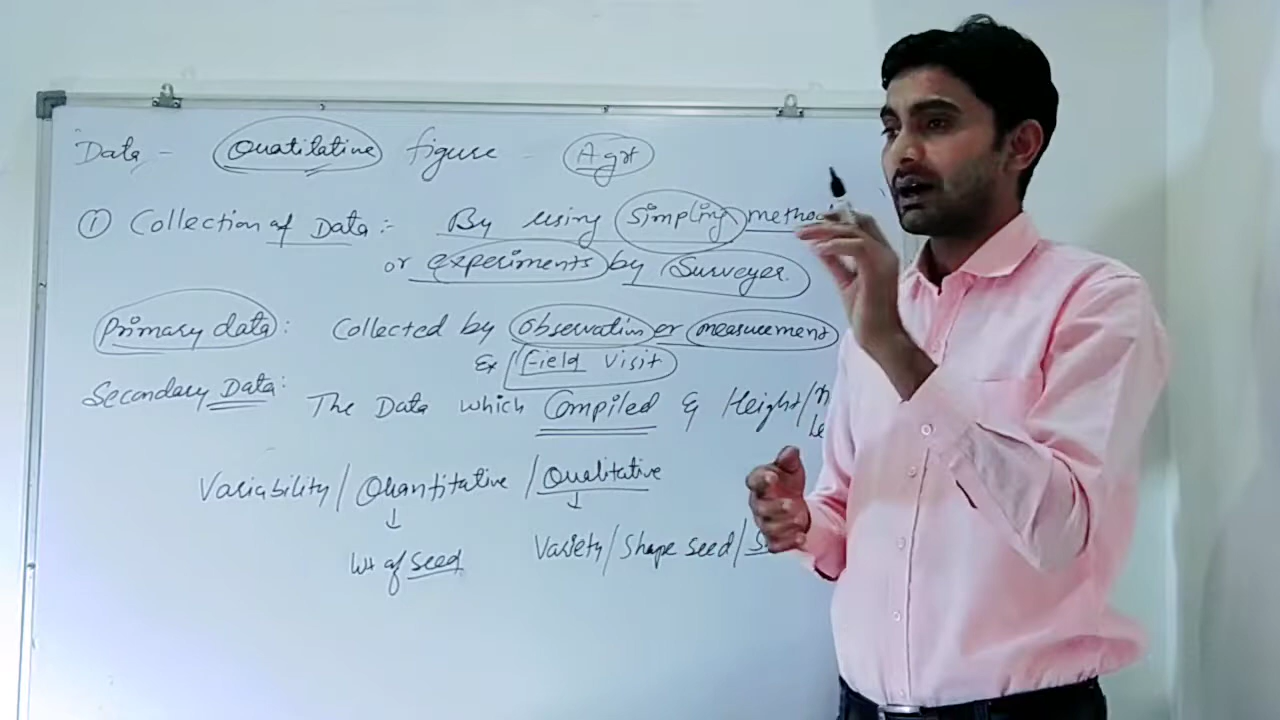 Data, - Quatilative figure - Agr
① Collection of Data :- By using Simpling method
or experiments by Surveyer.
Primary data : Collected by observation or measurement
Ex / Field Visit
Secondary Data : The Data which Compiled Eg Height/
Variability / Quantitative / Qualitative
↓ ↓
Wt of seed Variety / Shape seed /